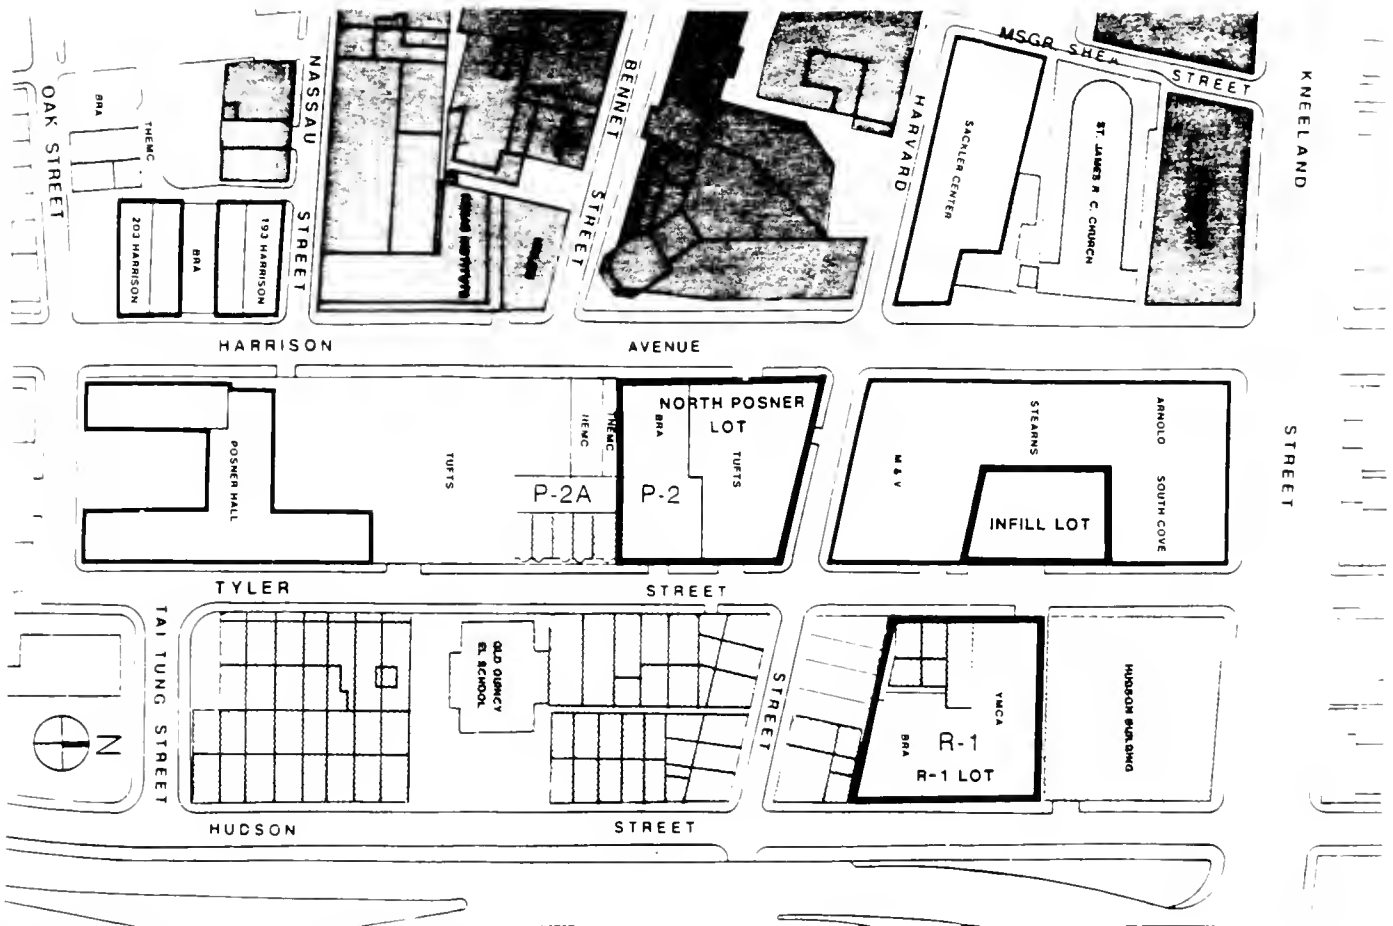 MSGR SHEA
STREET
KNEELAND
STREET
OAK STREET
BRA
THEMC
NASSAU
STREET
BENNET
STREET
HARVARD
STREET
SACKLER CENTER
ST. JAMES R. C. CHURCH
203 HARRISON
BRA
193 HARRISON
HARRISON
AVENUE
POSNER HALL
TUFTS
NEMC
THEMC
P-2A
BRA
P-2
NORTH POSNER
LOT
TUFTS
M & V
STEARNS
INFILL LOT
ARNOLD
SOUTH COVE
TYLER
STREET
TAI TUNG STREET
N
OLD QUINCY
EL SCHOOL
YMCA
BRA
R-1
R-1 LOT
HUDSON BUILDING
HUDSON
STREET